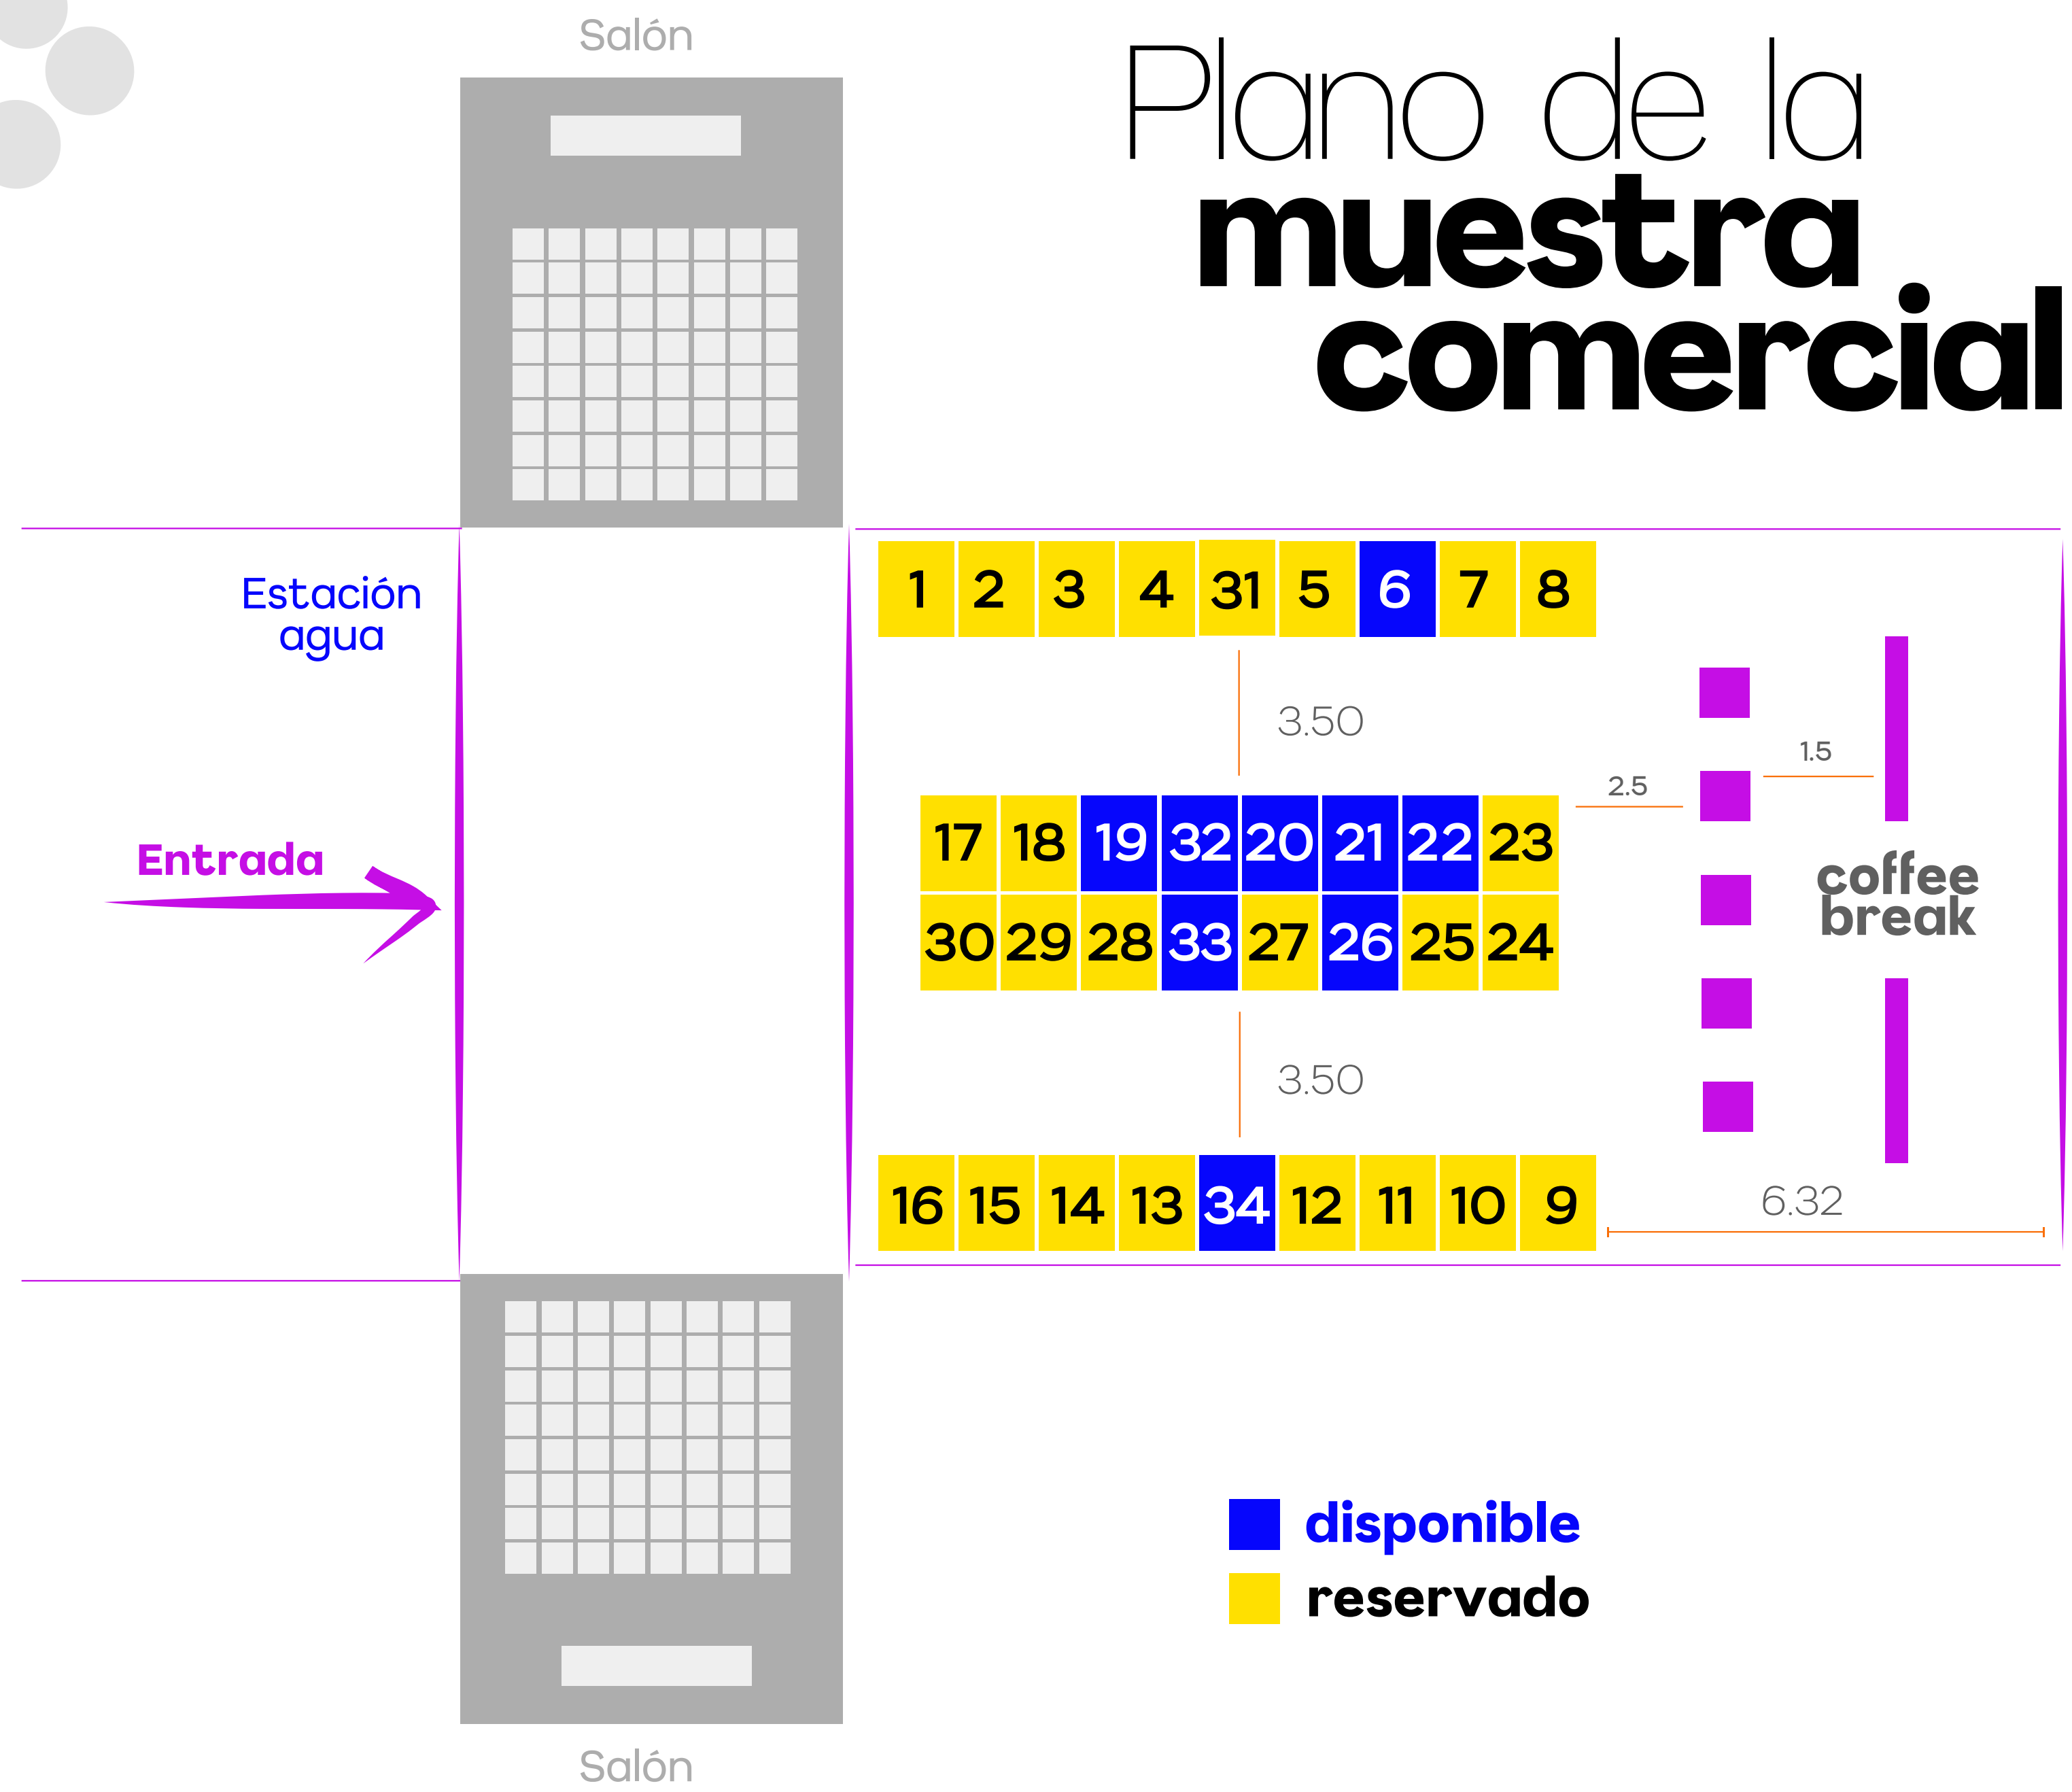 Salón
Plano de la
muestra
comercial
Estación
agua
1 2 3 4 31 5 6 7 8
3.50
1.5
2.5
Entrada
17 18 19 32 20 21 22 23
coffee
break
30 29 28 33 27 26 25 24
3.50
16 15 14 13 34 12 11 10 9
6.32
disponible
reservado
Salón